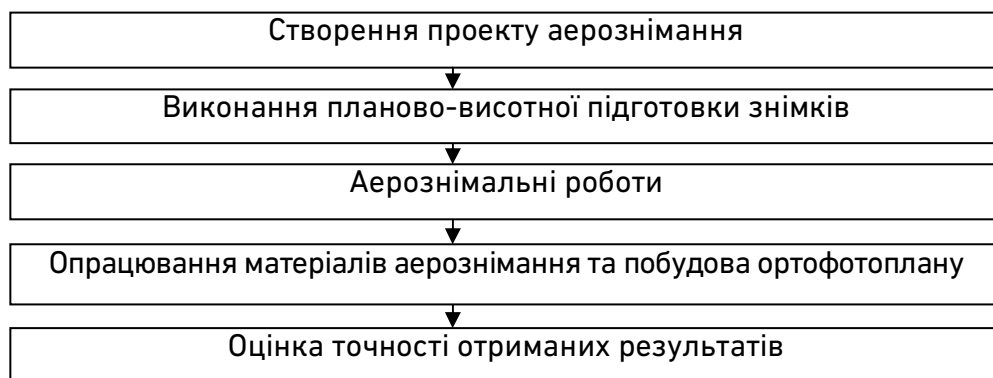 Створення проекту аерознімання
Виконання планово-висотної підготовки знімків
Аерознімальні роботи
Опрацювання матеріалів аерознімання та побудова ортофотоплану
Оцінка точності отриманих результатів